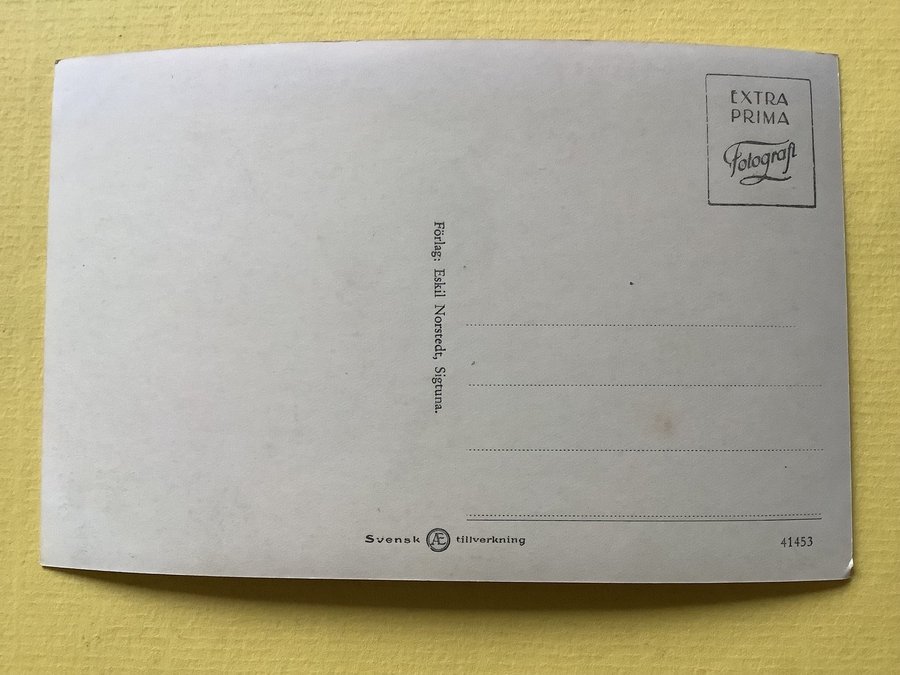 EXTRA
PRIMA
Fotografi
Förlag: Eskil Norstedt, Sigtuna.
Svensk Æ tillverkning
41453